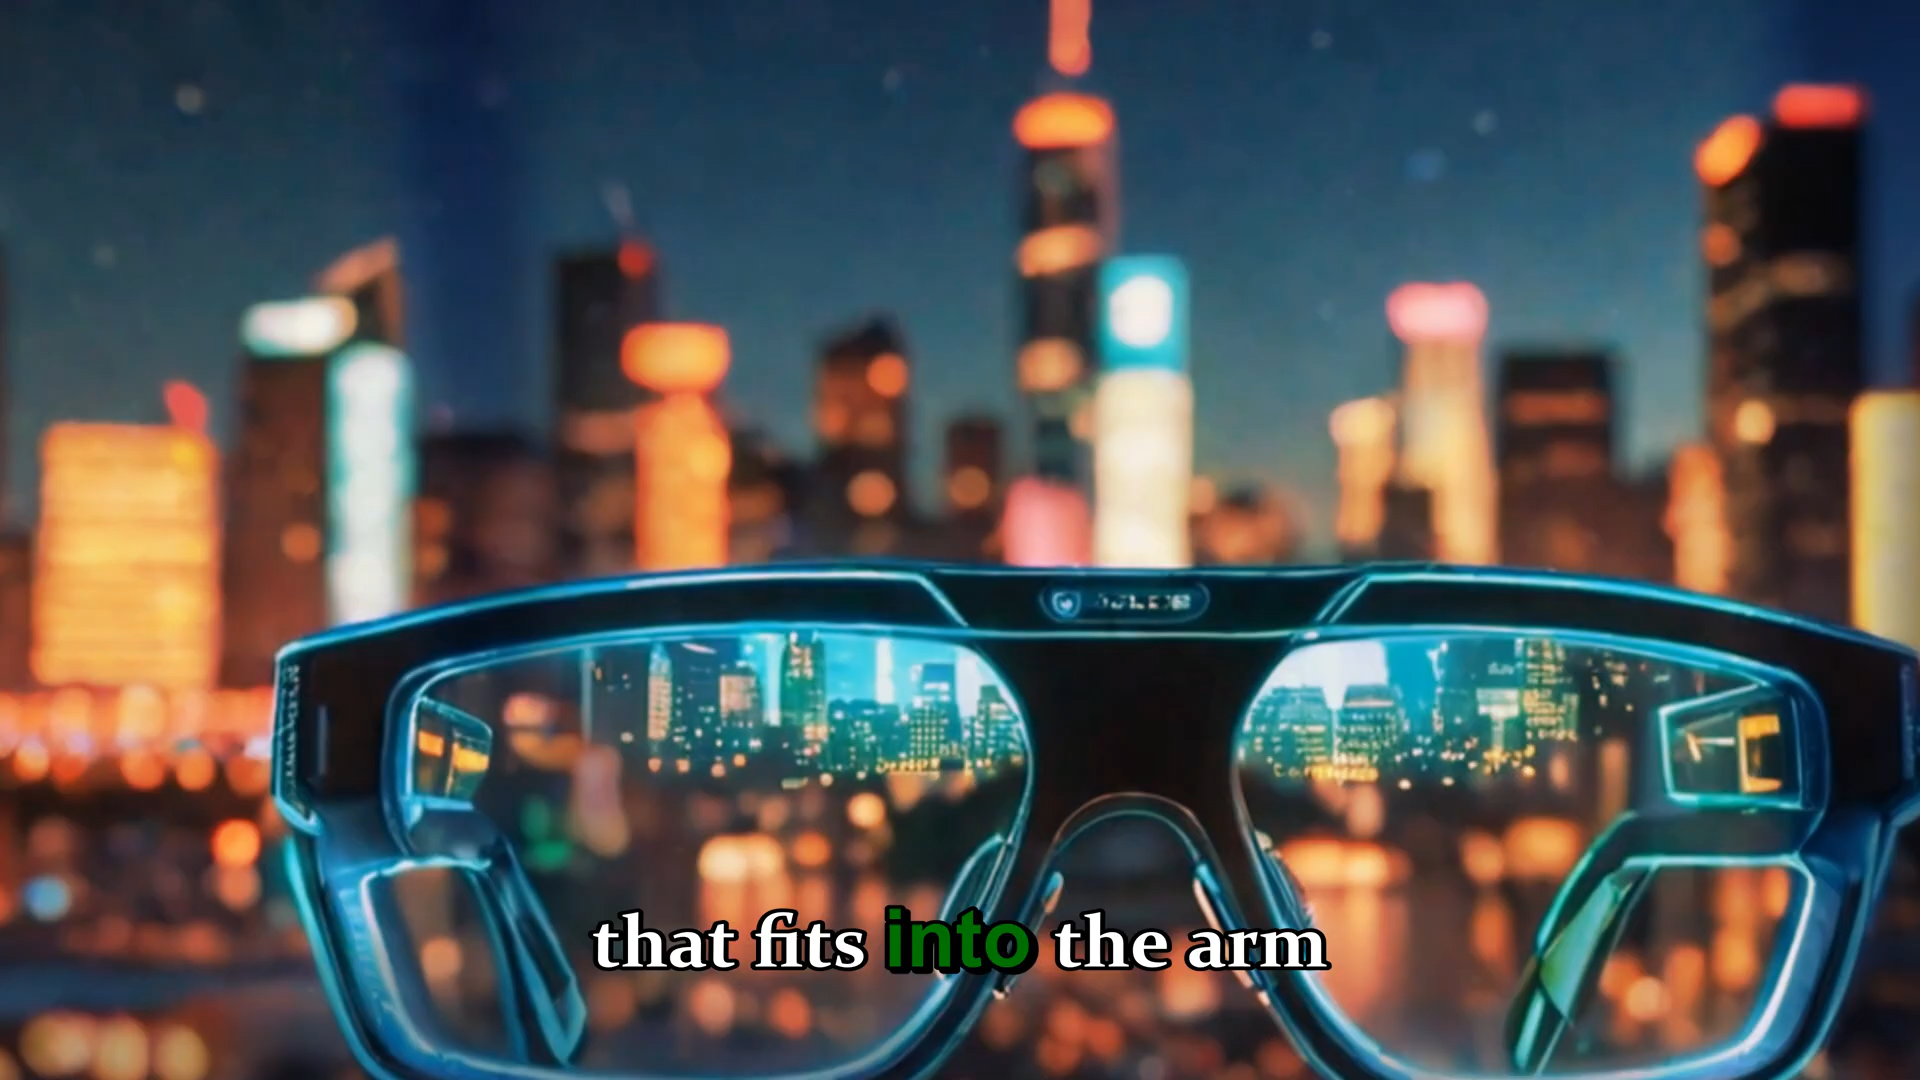 that fits into the arm